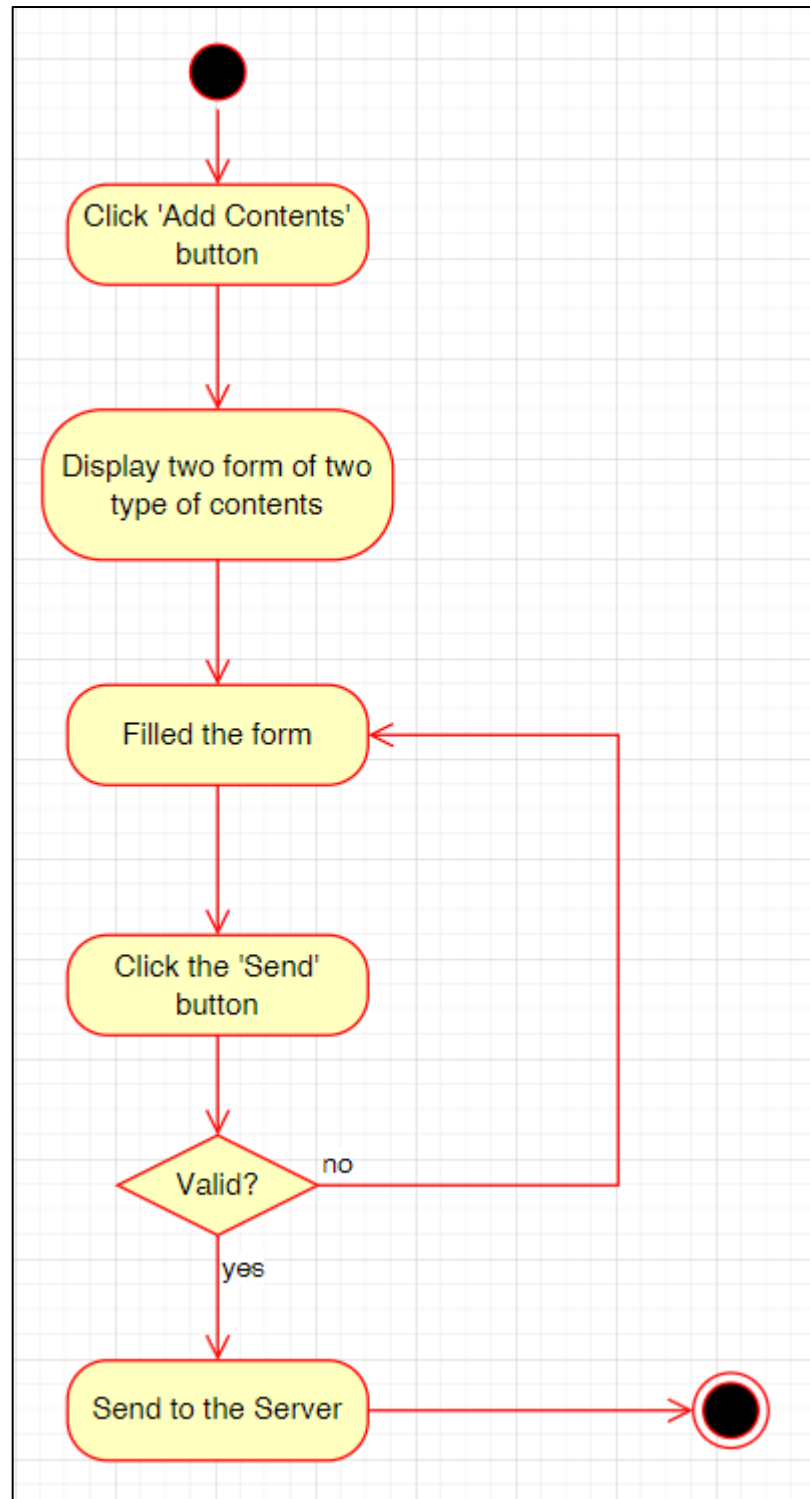 Click 'Add Contents'
button
Display two form of two
type of contents
Filled the form
Click the 'Send'
button
Valid?
no
yes
Send to the Server